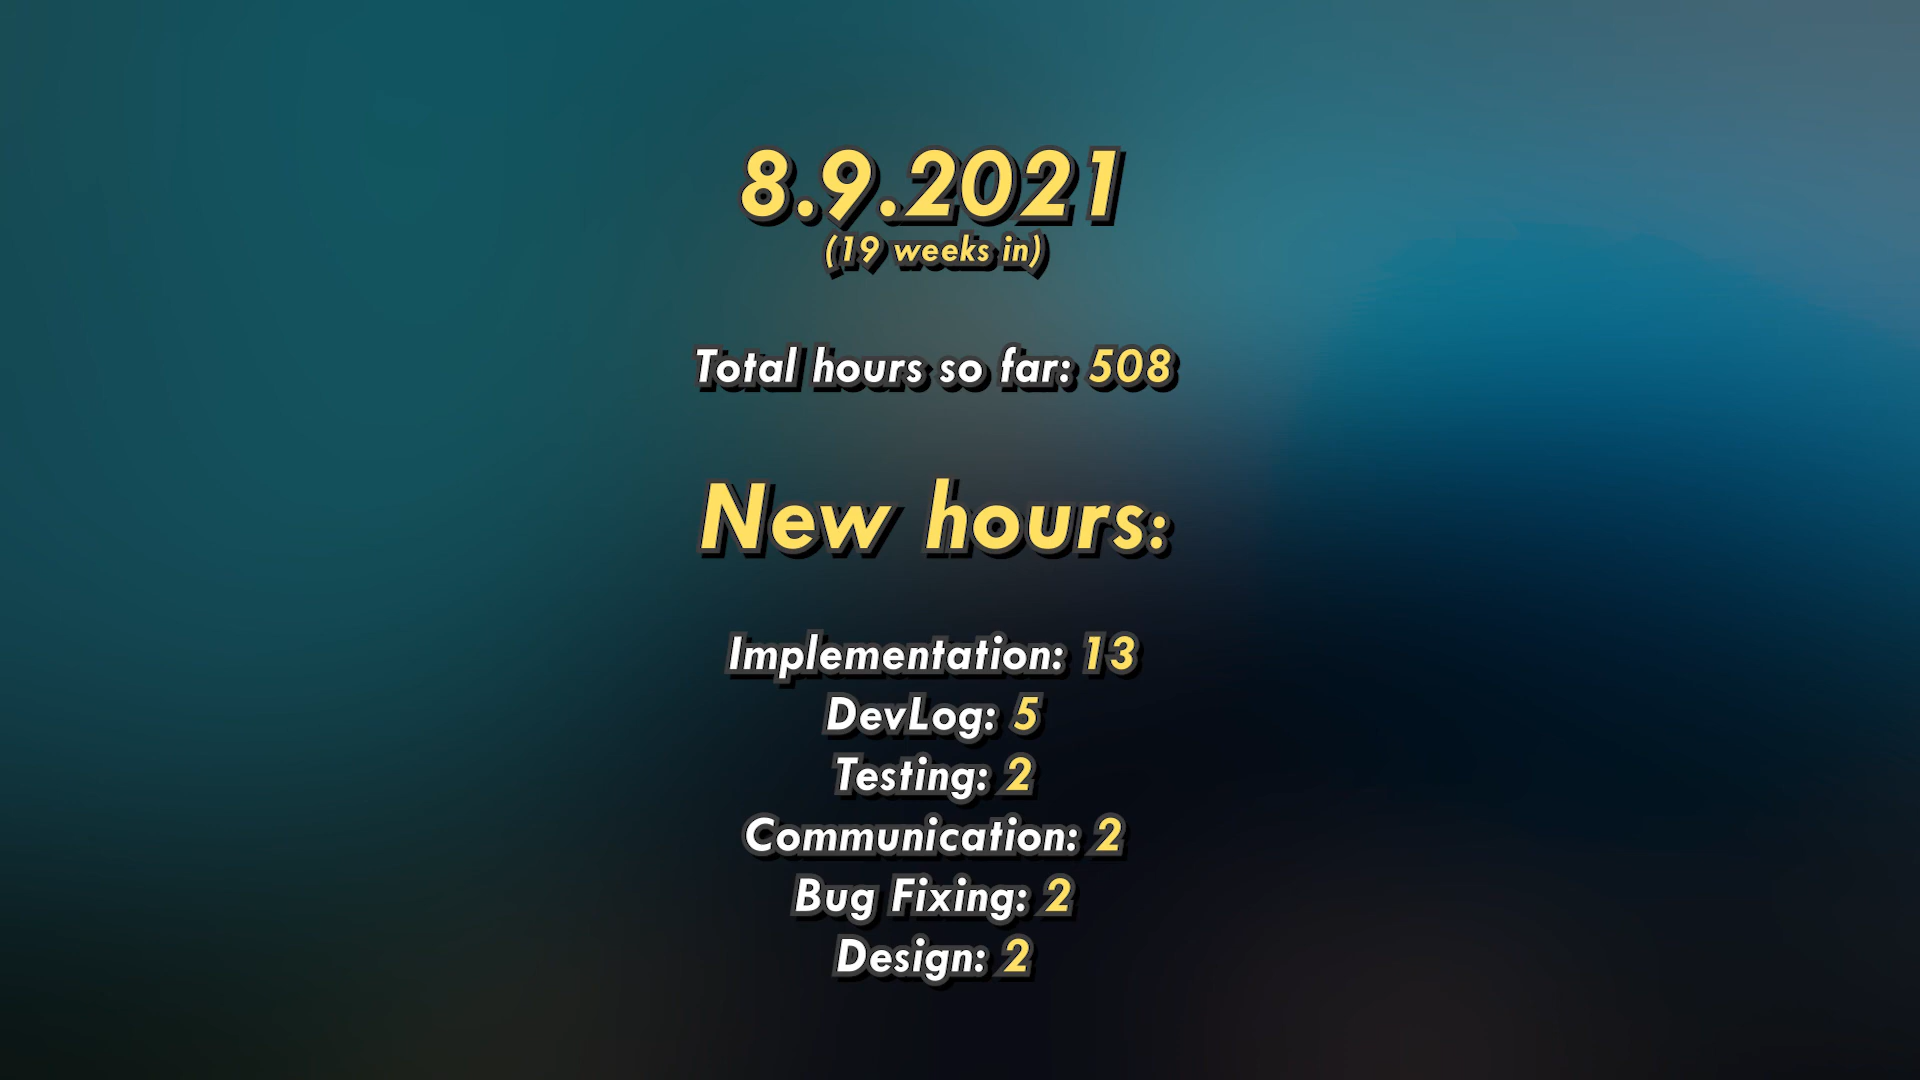 8.9.2021
(19 weeks in)
Total hours so far: 508
New hours:
Implementation: 13
DevLog: 5
Testing: 2
Communication: 2
Bug Fixing: 2
Design: 2